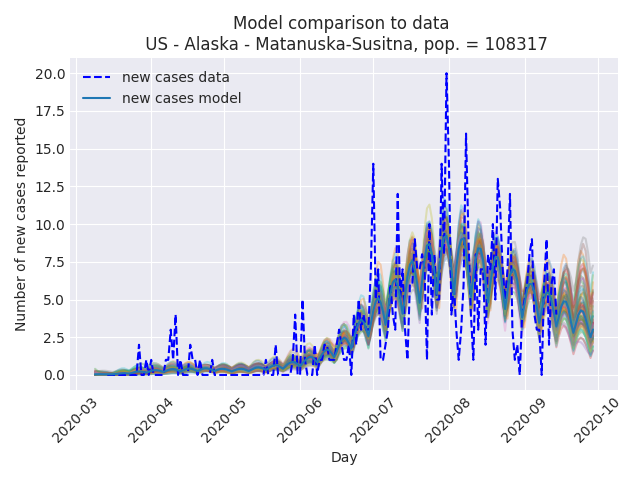 Model comparison to data
US - Alaska - Matanuska-Susitna, pop. = 108317
new cases data
new cases model
Number of new cases reported
20.0
17.5
15.0
12.5
10.0
7.5
5.0
2.5
0.0
2020-03
2020-04
2020-05
2020-06
2020-07
2020-08
2020-09
2020-10
Day